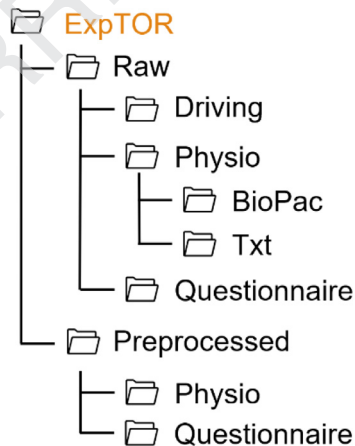 ExpTOR
Raw
Driving
Physio
BioPac
Txt
Questionnaire
Preprocessed
Physio
Questionnaire